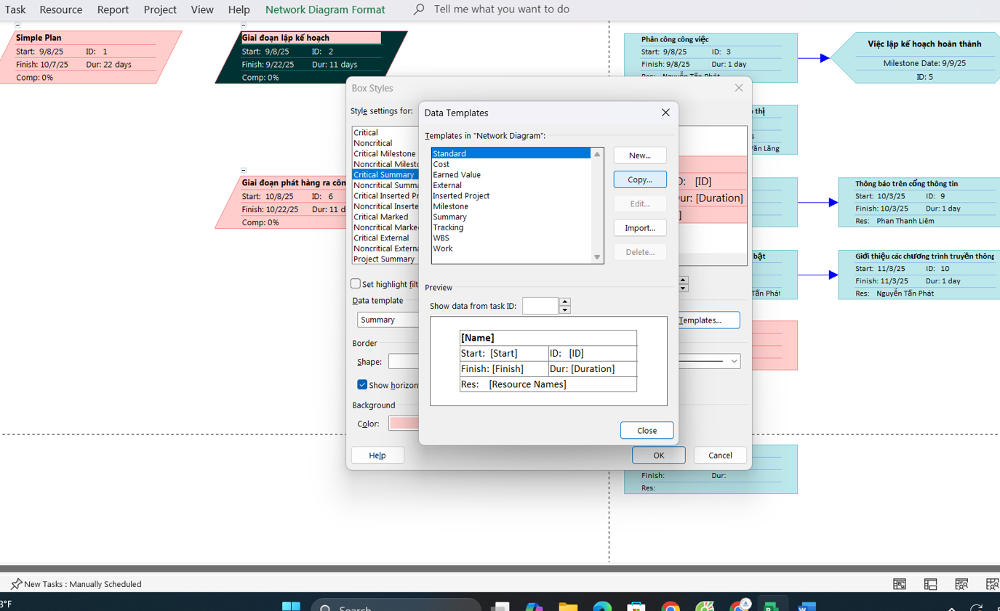 Task Resource Report Project View Help Network Diagram Format Tell me what you want to do
Simple Plan
Start: 9/8/25 ID: 1
Finish: 10/7/25 Dur: 22 days
Comp: 0%
Giai đoạn lập kế hoạch
Start: 9/8/25 ID: 2
Finish: 9/22/25 Dur: 11 days
Comp: 0%
Phân công công việc
Start: 9/8/25 ID: 3
Finish: 9/8/25 Dur: 1 day
Res: Nguyễn Tấn Phát
Việc lập kế hoạch hoàn thành
Milestone Date: 9/9/25
ID: 5
Giai đoạn phát hàng ra côn
Start: 10/8/25 ID: 6
Finish: 10/22/25 Dur: 11 d
Comp: 0%
thị
s
Văn Lăng
Thông báo trên cổng thông tin
Start: 10/3/25 ID: 9
Finish: 10/3/25 Dur: 1 day
Res: Phan Thanh Liêm
bật
Tấn Phát
Giới thiệu các chương trình truyền thông
Start: 11/3/25 ID: 10
Finish: 11/3/25 Dur: 1 day
Res: Nguyễn Tấn Phát
Finish: Dur:
Res:
Box Styles
Style settings for:
Critical
Noncritical
Critical Milestone
Noncritical Milesto
Critical Summary
Noncritical Summa
Critical Inserted Pr
Noncritical Inserte
Critical Marked
Noncritical Marke
Critical External
Noncritical Externa
Project Summary
D: [ID]
Dur: [Duration]
]
Set highlight filt
Data template
Summary
Templates...
Border
Shape:
Show horizon
Background
Color:
Help OK Cancel
Data Templates
Templates in "Network Diagram":
Standard
Cost
Earned Value
External
Inserted Project
Milestone
Summary
Tracking
WBS
Work
New...
Copy...
Edit...
Import...
Delete...
Preview
Show data from task ID:
[Name]
Start: [Start] ID: [ID]
Finish: [Finish] Dur: [Duration]
Res: [Resource Names]
Close
New Tasks : Manually Scheduled
3°F
Search